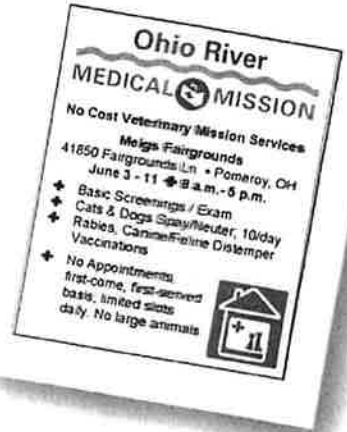 Ohio River
MEDICAL MISSION
No Cost Veterinary Mission Services
Meigs Fairgrounds
41850 Fairgrounds Ln • Pomeroy, OH
June 3 - 11 ✚ 8 a.m.-5 p.m.
✚ Basic Screenings / Exam
✚ Cats & Dogs Spay/Neuter, 10/day
✚ Rabies, Canine/Feline Distemper
Vaccinations
✚ No Appointments,
first-come, first-served
basis, limited slots
daily. No large animals